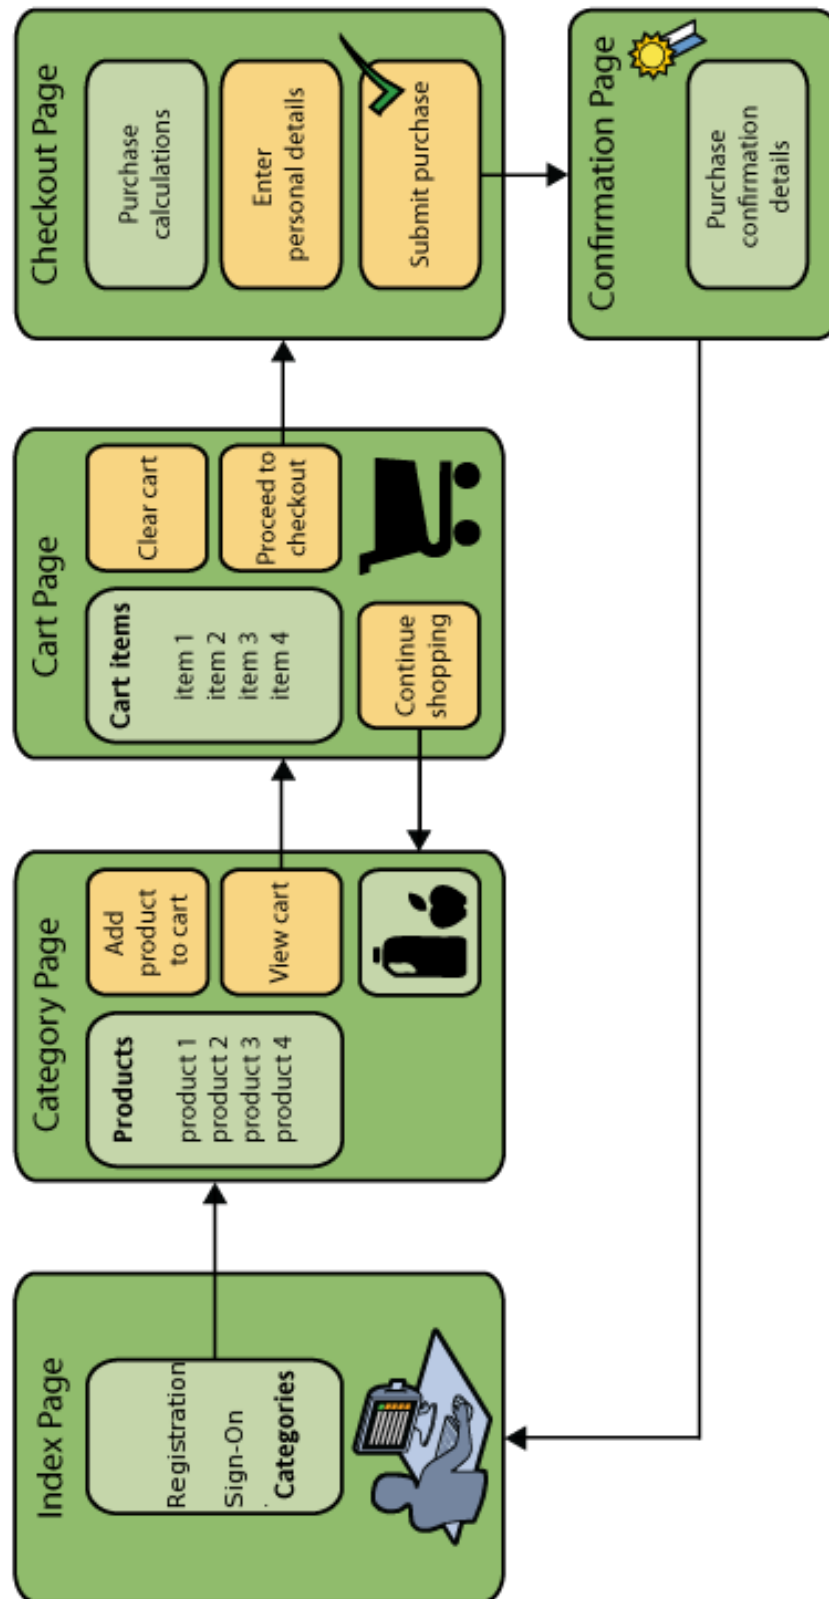 Index Page
Registration
Sign-On
Categories
Category Page
Products
product 1
product 2
product 3
product 4
Add
product
to cart
View cart
Cart Page
Cart items
item 1
item 2
item 3
item 4
Clear cart
Proceed to
checkout
Continue
shopping
Checkout Page
Purchase
calculations
Enter
personal details
Submit purchase
Confirmation Page
Purchase
confirmation
details